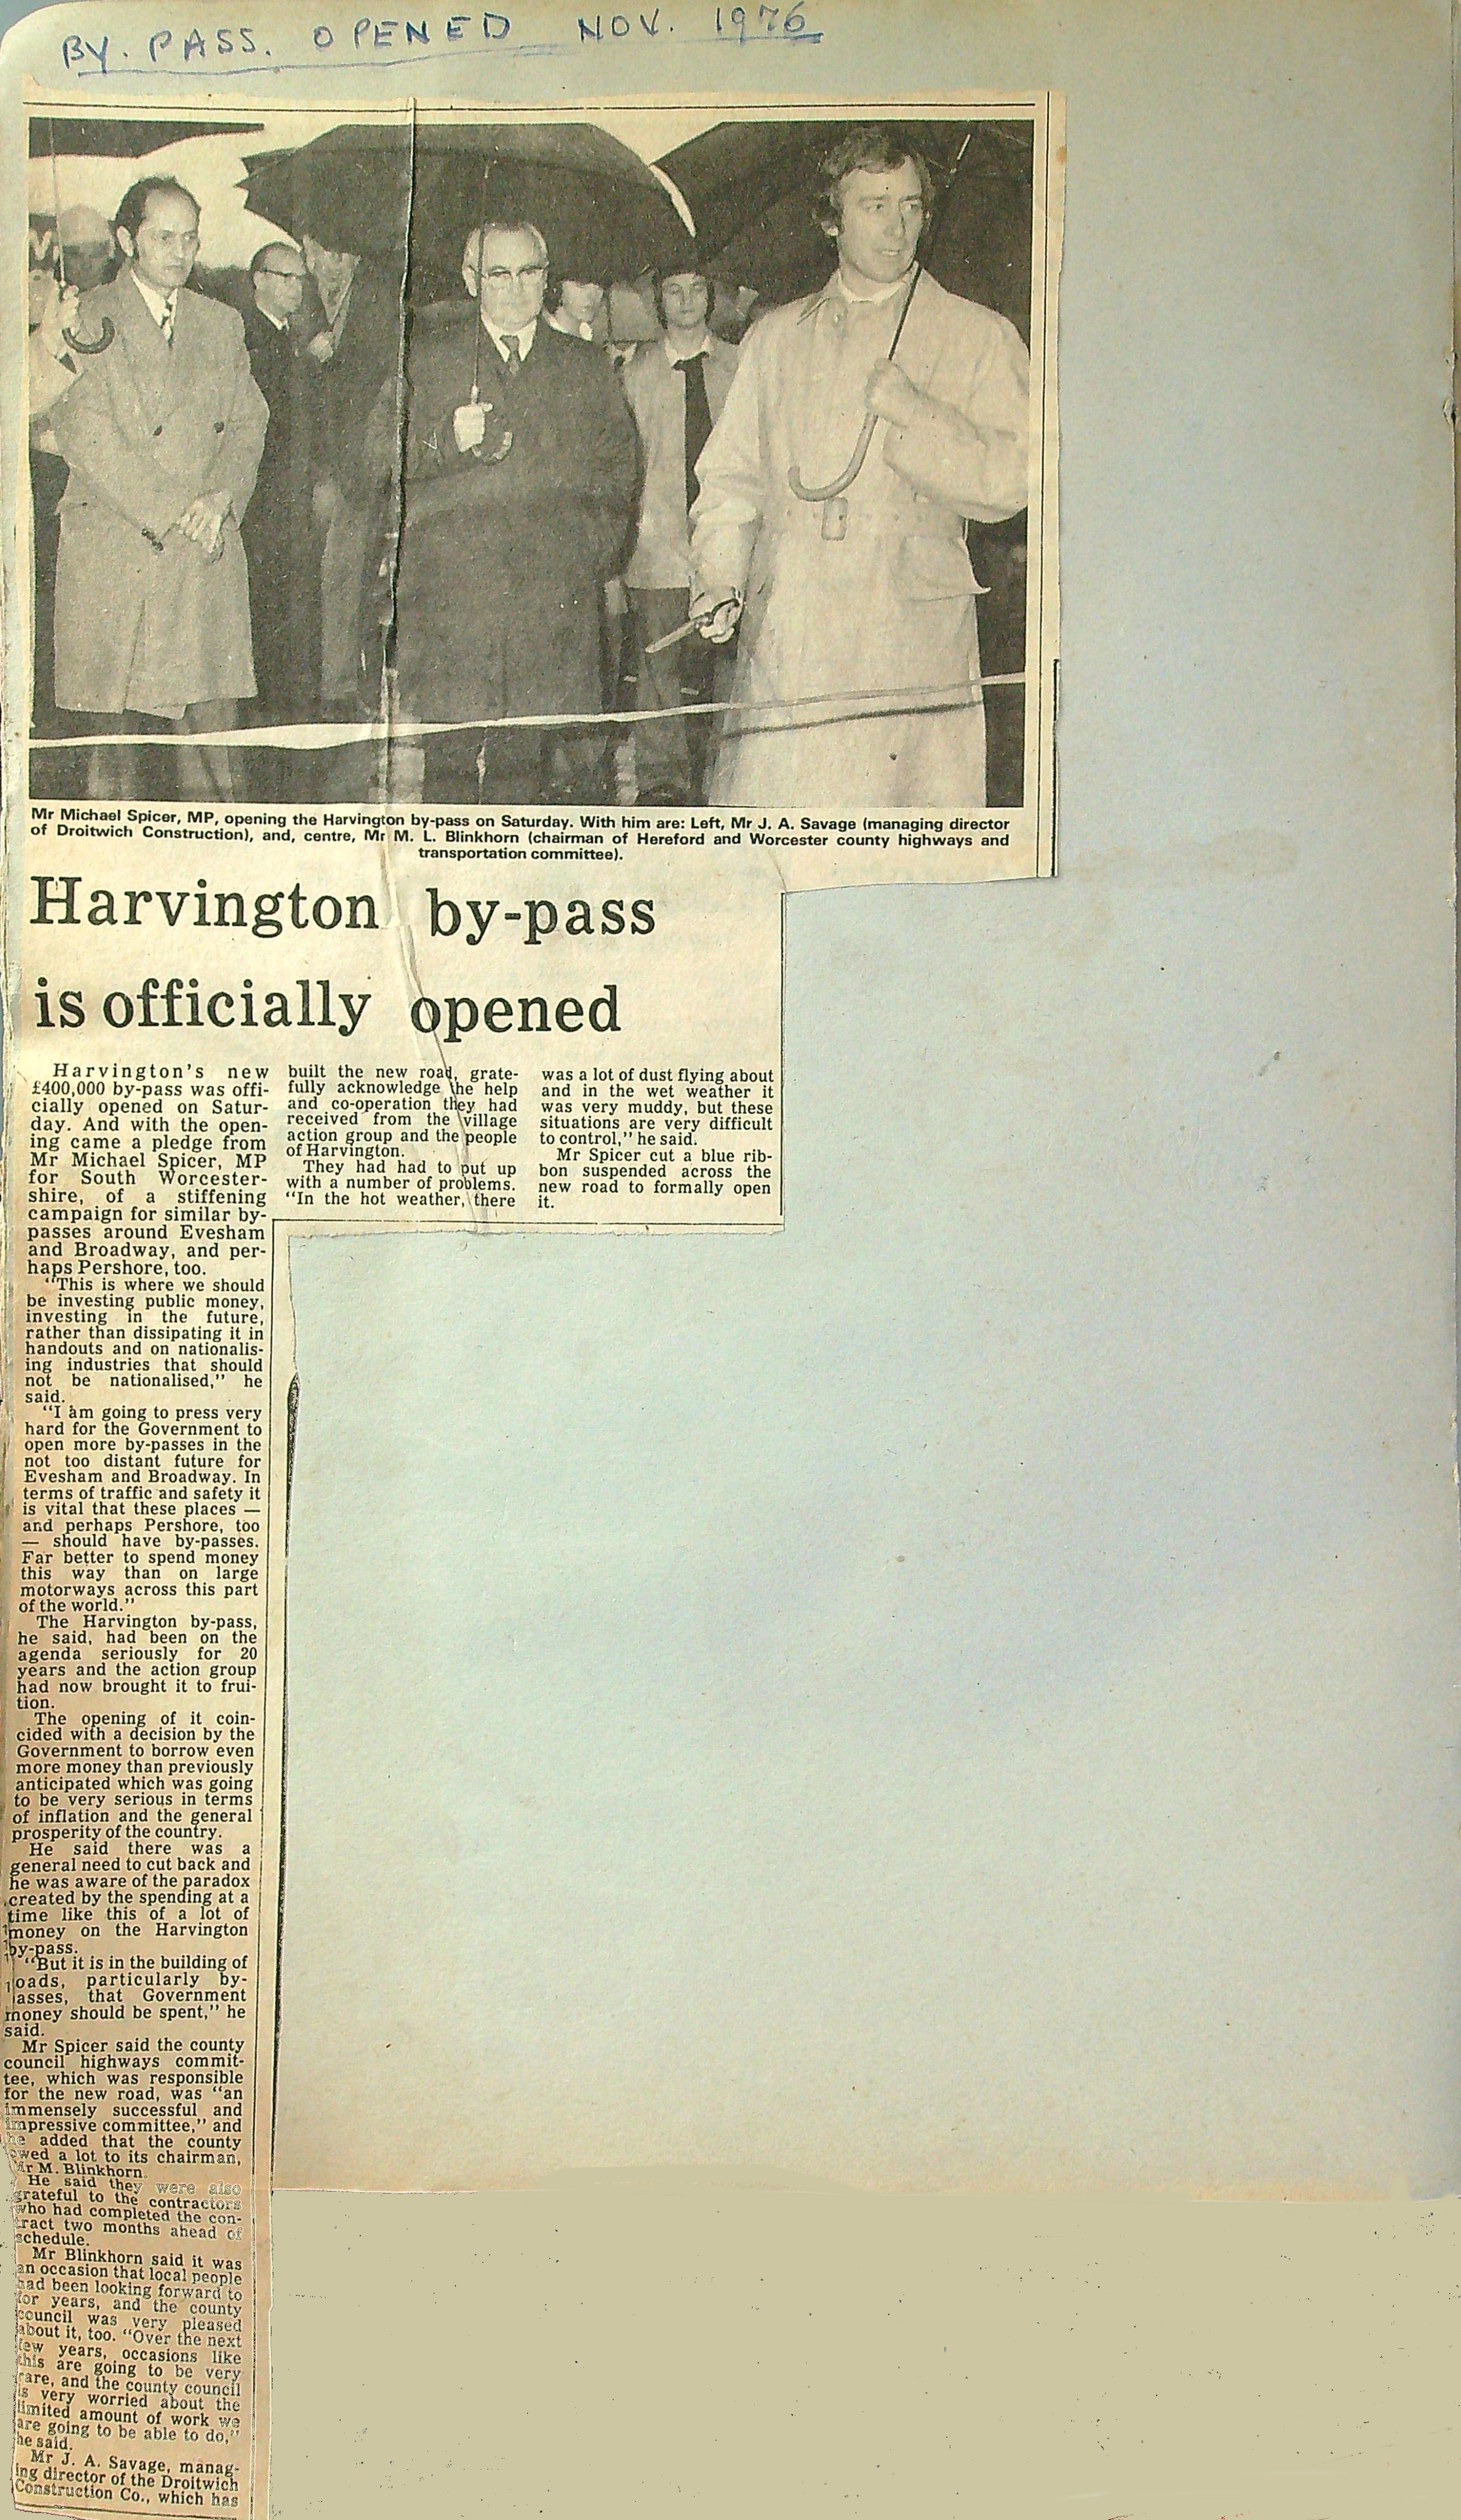 BY. PASS. OPENED NOV. 1976
Mr Michael Spicer, MP, opening the Harvington by-pass on Saturday. With him are: Left, Mr J. A. Savage (managing director
of Droitwich Construction), and, centre, Mr M. L. Blinkhorn (chairman of Hereford and Worcester county highways and
transportation committee).
Harvington by-pass
is officially opened
Harvington's new
£400,000 by-pass was offi-
cially opened on Satur-
day. And with the open-
ing came a pledge from
Mr Michael Spicer, MP
for South Worcester-
shire, of a stiffening
campaign for similar by-
passes around Evesham
and Broadway, and per-
haps Pershore, too.
"This is where we should
be investing public money,
investing in the future,
rather than dissipating it in
handouts and on nationalis-
ing industries that should
not be nationalised," he
said.
"I am going to press very
hard for the Government to
open more by-passes in the
not too distant future for
Evesham and Broadway. In
terms of traffic and safety it
is vital that these places —
and perhaps Pershore, too
— should have by-passes.
Far better to spend money
this way than on large
motorways across this part
of the world."
The Harvington by-pass,
he said, had been on the
agenda seriously for 20
years and the action group
had now brought it to frui-
tion.
The opening of it coin-
cided with a decision by the
Government to borrow even
more money than previously
anticipated which was going
to be very serious in terms
of inflation and the general
prosperity of the country.
He said there was a
general need to cut back and
he was aware of the paradox
created by the spending at a
time like this of a lot of
money on the Harvington
by-pass.
"But it is in the building of
roads, particularly by-
passes, that Government
money should be spent," he
said.
Mr Spicer said the county
council highways commit-
tee, which was responsible
for the new road, was "an
immensely successful and
impressive committee," and
he added that the county
owed a lot to its chairman,
Mr M. Blinkhorn.
He said they were also
grateful to the contractors
who had completed the con-
tract two months ahead of
schedule.
Mr Blinkhorn said it was
an occasion that local people
had been looking forward to
for years, and the county
council was very pleased
about it, too. "Over the next
few years, occasions like
this are going to be very
rare, and the county council
is very worried about the
limited amount of work we
are going to be able to do,"
he said.
Mr J. A. Savage, manag-
ing director of the Droitwich
Construction Co., which has
built the new road, grate-
fully acknowledge the help
and co-operation they had
received from the village
action group and the people
of Harvington.
They had had to put up
with a number of problems.
"In the hot weather, there
was a lot of dust flying about
and in the wet weather it
was very muddy, but these
situations are very difficult
to control," he said.
Mr Spicer cut a blue rib-
bon suspended across the
new road to formally open
it.